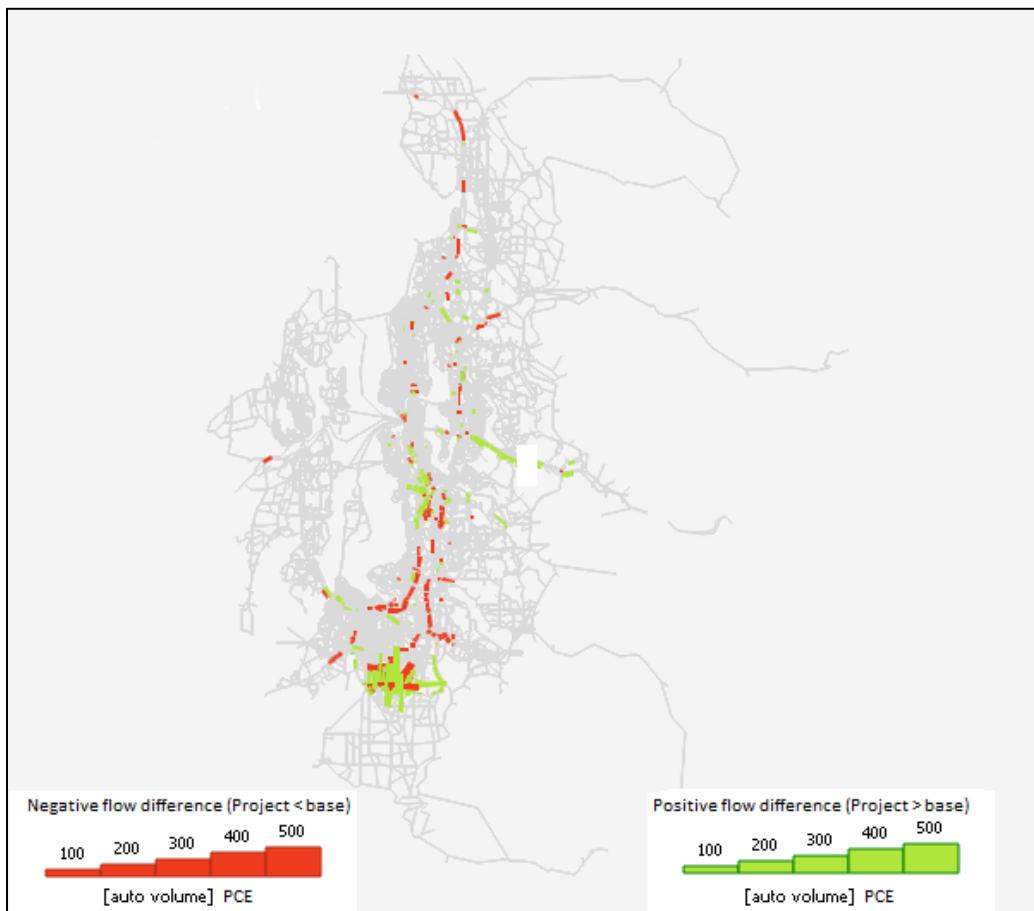 Negative flow difference (Project < base)
100 200 300 400 500
[auto volume] PCE
Positive flow difference (Project > base)
100 200 300 400 500
[auto volume] PCE